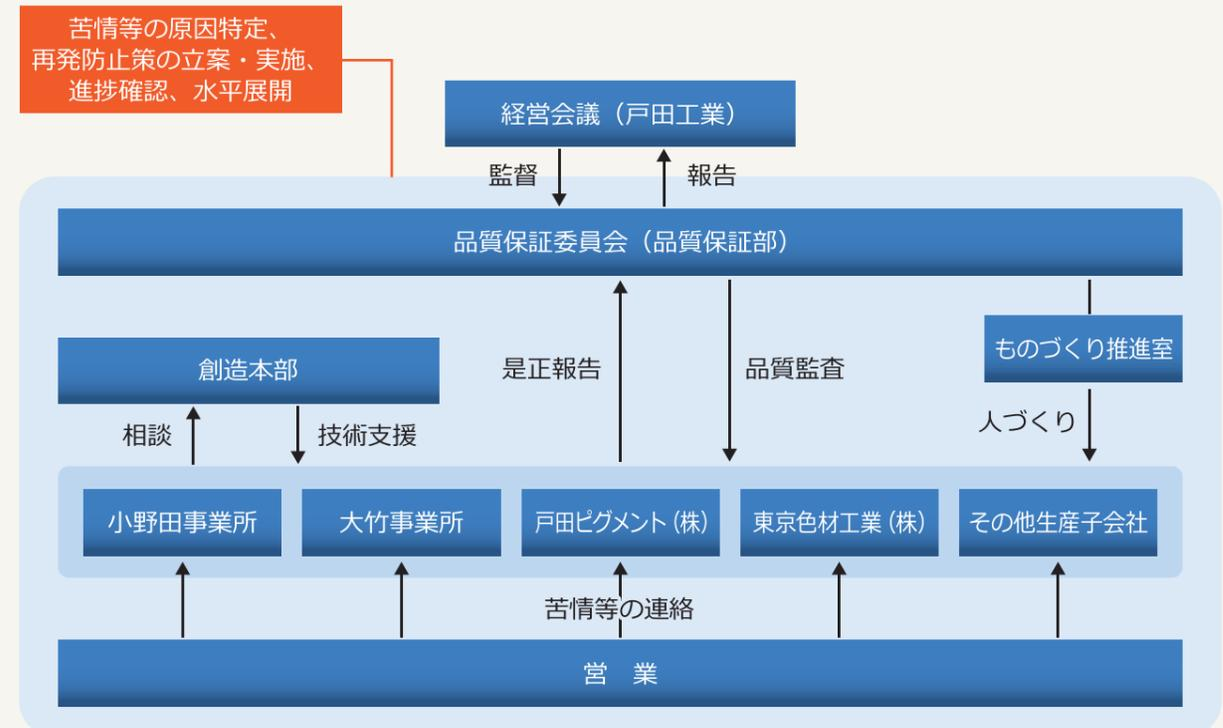 苦情等の原因特定、
再発防止策の立案・実施、
進捗確認、水平展開
経営会議（戸田工業）
監督
報告
品質保証委員会（品質保証部）
創造本部
是正報告
品質監査
ものづくり推進室
相談
技術支援
人づくり
小野田事業所
大竹事業所
戸田ピグメント（株）
東京色材工業（株）
その他生産子会社
苦情等の連絡
営　業